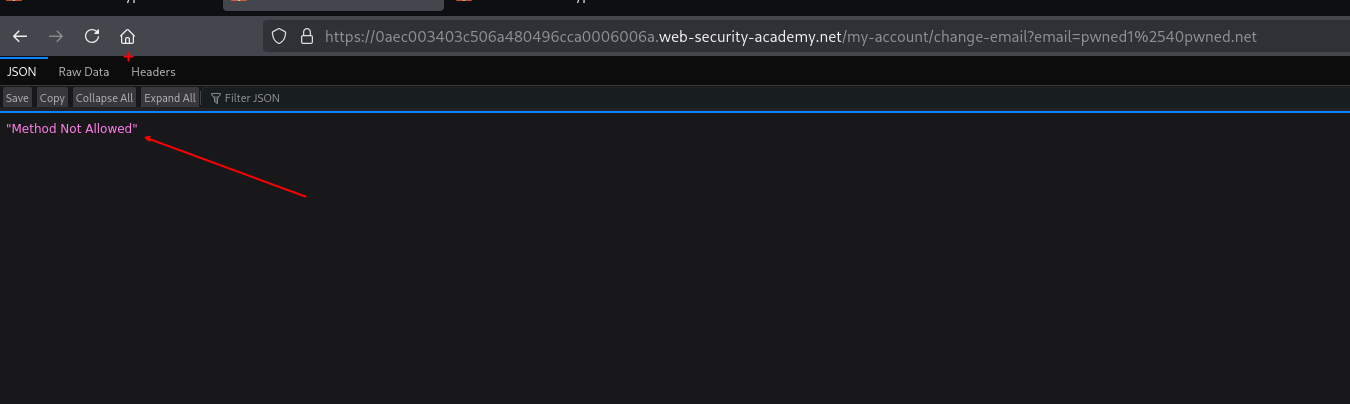 https://0aec003403c506a480496cca0006006a.web-security-academy.net/my-account/change-email?email=pwned1%2540pwned.net
JSON Raw Data Headers
Save Copy Collapse All Expand All Filter JSON
"Method Not Allowed"